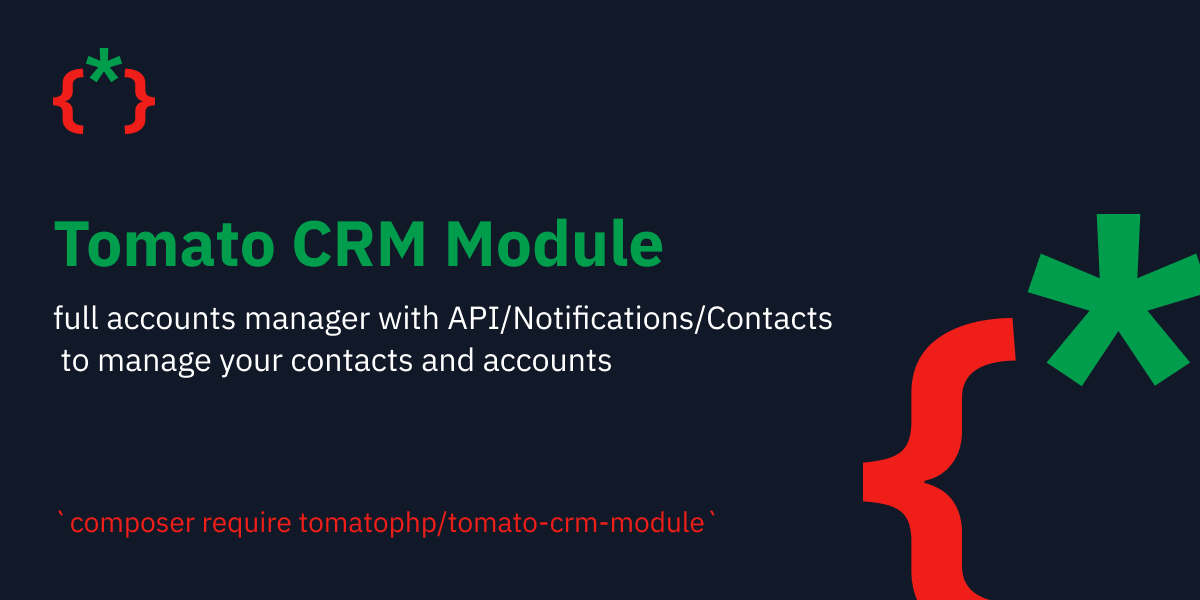 {*}
Tomato CRM Module
full accounts manager with API/Notifications/Contacts
to manage your contacts and accounts
`composer require tomatophp/tomato-crm-module`
{*